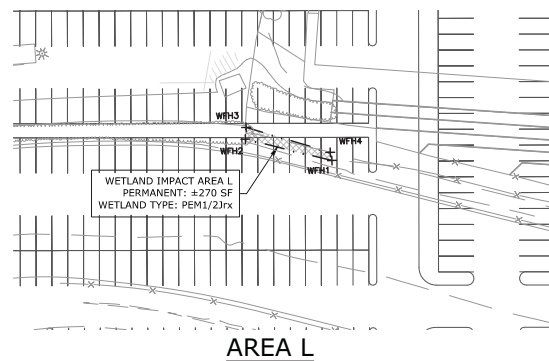 WFH3
WFH2
WFH4
WFH1
WETLAND IMPACT AREA L
PERMANENT: ±270 SF
WETLAND TYPE: PEM1/2Jrx
AREA L